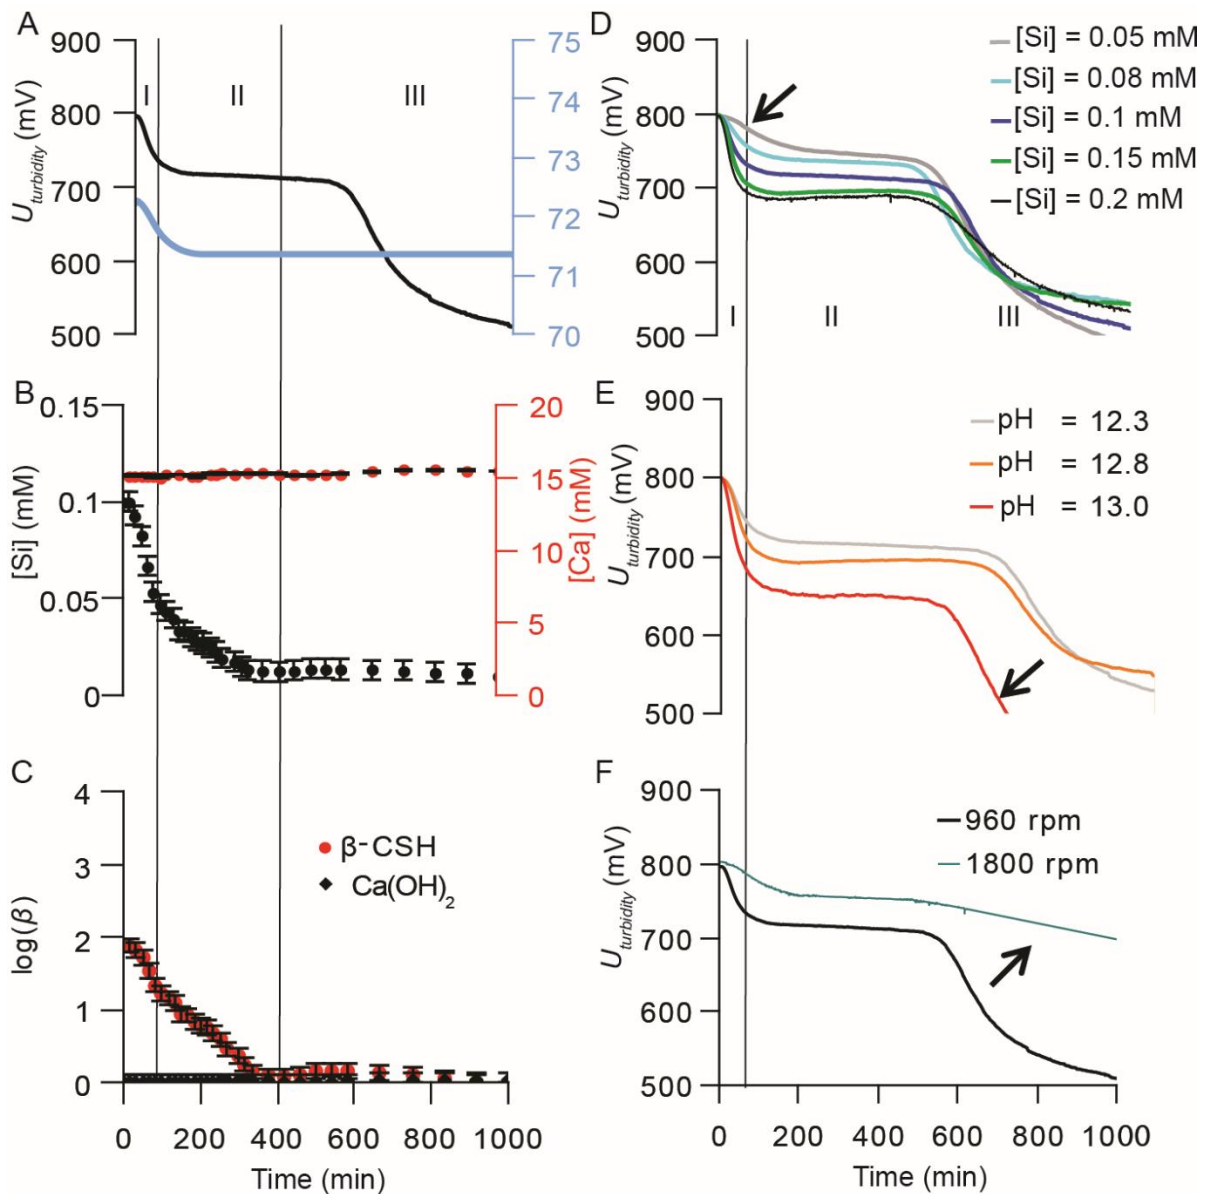 A
900
800
700
600
500
U turbidity (mV)
I
II
III
75
74
73
72
71
70
B
0.15
0.1
0.05
0
[Si] (mM)
20
15
10
5
0
[Ca] (mM)
C
4
3
2
1
0
log(β)
β-CSH
Ca(OH)₂
0 200 400 600 800 1000
Time (min)
D
900
800
700
600
500
U turbidity (mV)
[Si] = 0.05 mM
[Si] = 0.08 mM
[Si] = 0.1 mM
[Si] = 0.15 mM
[Si] = 0.2 mM
I
II
III
E
900
800
700
600
500
U turbidity (mV)
pH = 12.3
pH = 12.8
pH = 13.0
F
900
800
700
600
500
U turbidity (mV)
960 rpm
1800 rpm
0 200 400 600 800 1000
Time (min)